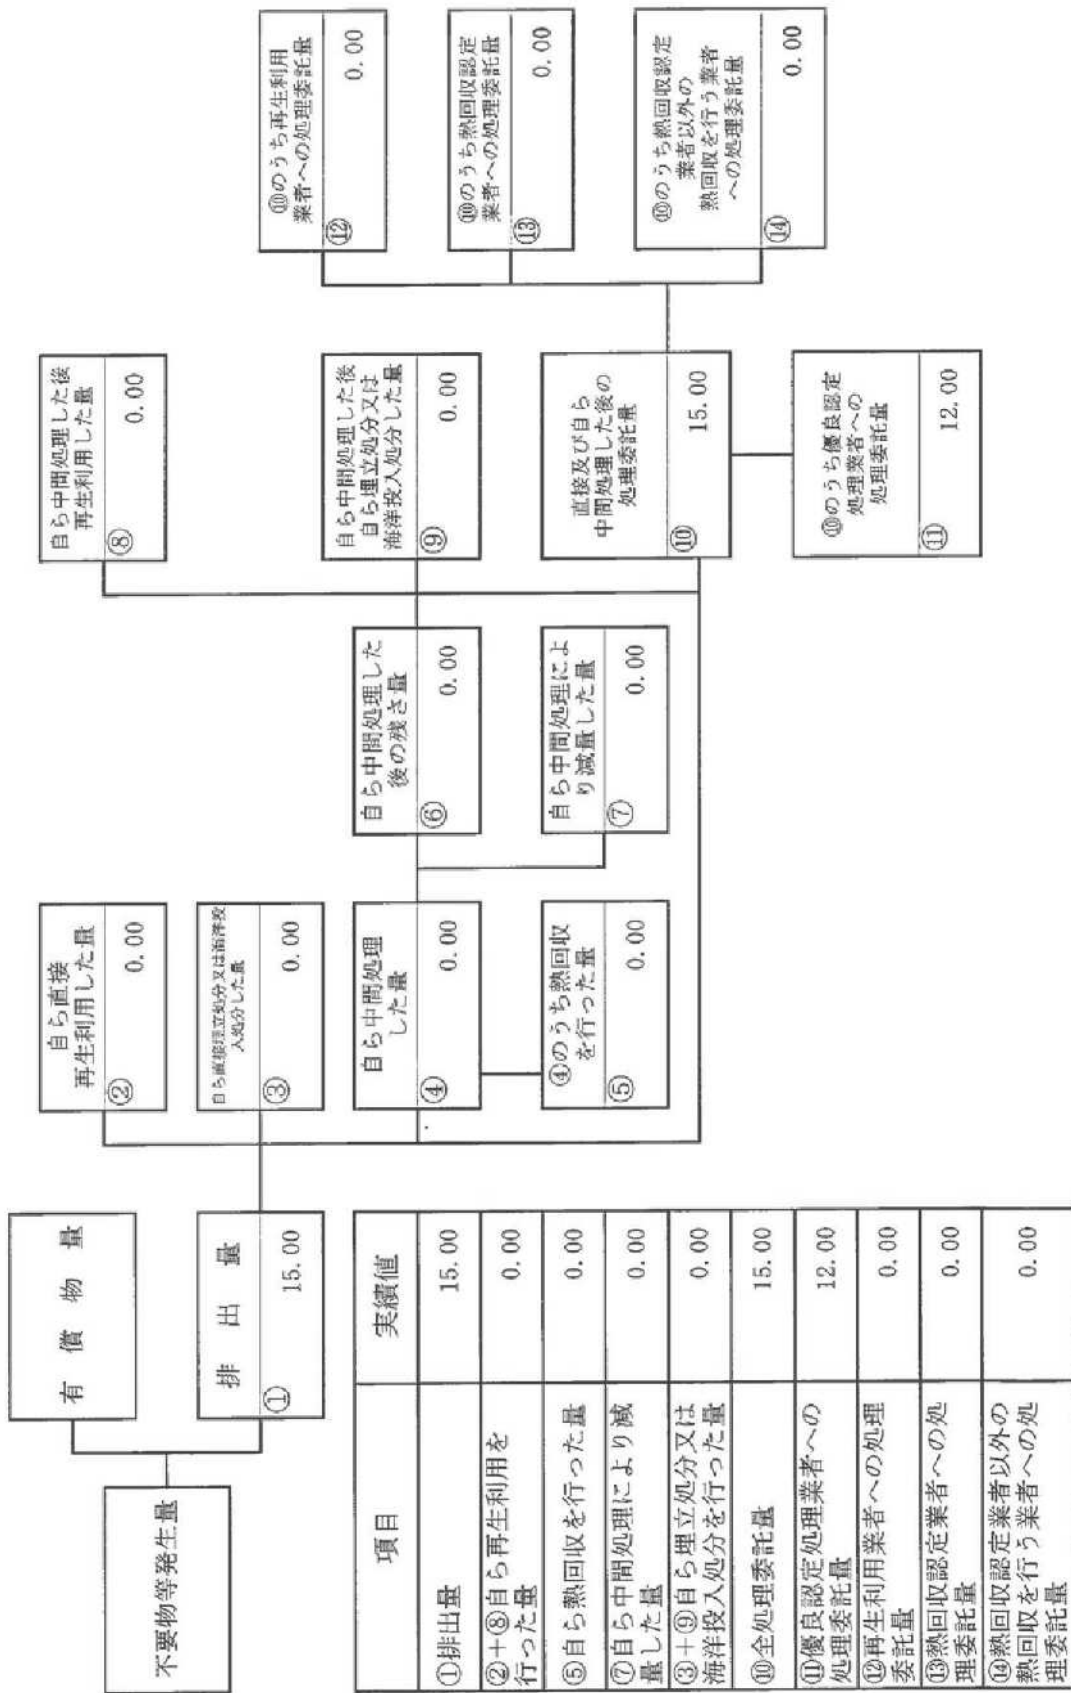 不要物等発生量
有償物量
排出量
①
15.00
自ら直接
再生利用した量
②
0.00
自ら直接埋立処分又は海洋投
入処分した量
③
0.00
自ら中間処理
した量
④
0.00
④のうち熱回収
を行った量
⑤
0.00
自ら中間処理した
後の残さ量
⑥
0.00
自ら中間処理によ
り減量した量
⑦
0.00
自ら中間処理した後
再生利用した量
⑧
0.00
自ら中間処理した後
自ら埋立処分又は
海洋投入処分した量
⑨
0.00
直接及び自ら
中間処理した後の
処理委託量
⑩
15.00
⑩のうち優良認定
処理業者への
処理委託量
⑪
12.00
⑩のうち再生利用
業者への処理委託量
⑫
0.00
⑩のうち熱回収認定
業者への処理委託量
⑬
0.00
⑩のうち熱回収認定
業者以外の
熱回収を行う業者
への処理委託量
⑭
0.00
項目 実績値
①排出量 15.00
②+⑧自ら再生利用を
行った量 0.00
⑤自ら熱回収を行った量 0.00
⑦自ら中間処理により減
量した量 0.00
③+⑨自ら埋立処分又は
海洋投入処分を行った量 0.00
⑩全処理委託量 15.00
⑪優良認定処理業者への
処理委託量 12.00
⑫再生利用業者への処理
委託量 0.00
⑬熱回収認定業者への処
理委託量 0.00
⑭熱回収認定業者以外の
熱回収を行う業者への処
理委託量 0.00